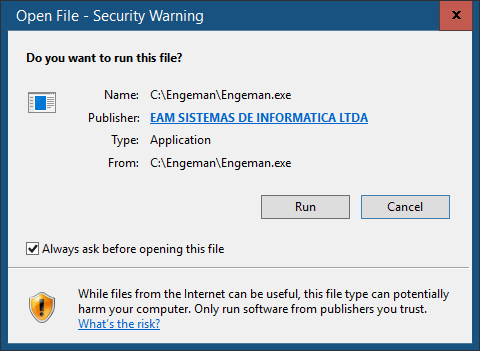 Open File - Security Warning
x
Do you want to run this file?
Name: C:\Engeman\Engeman.exe
Publisher: EAM SISTEMAS DE INFORMATICA LTDA
Type: Application
From: C:\Engeman\Engeman.exe
Run Cancel
Always ask before opening this file
While files from the Internet can be useful, this file type can potentially
harm your computer. Only run software from publishers you trust.
What's the risk?